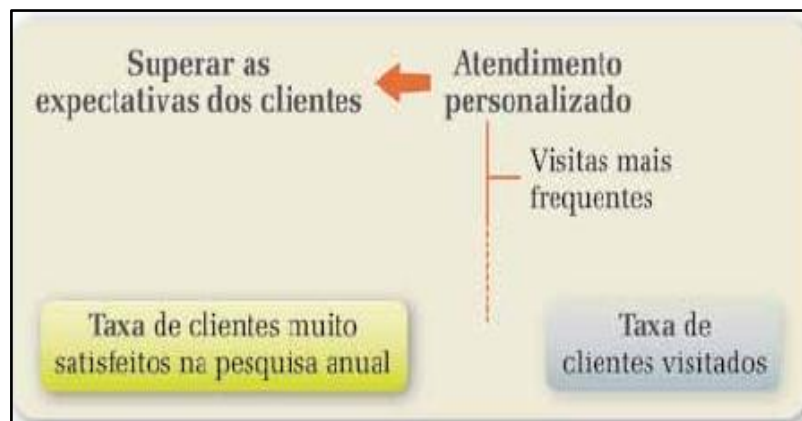 Superar as
expectativas dos clientes
Atendimento
personalizado
Visitas mais
frequentes
Taxa de clientes muito
satisfeitos na pesquisa anual
Taxa de
clientes visitados